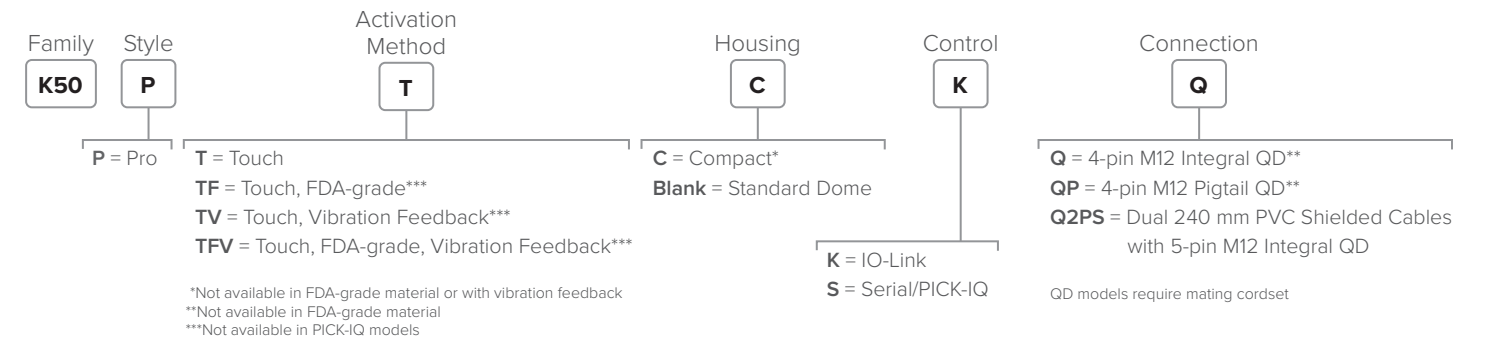 Family
Style
Activation
Method
Housing
Control
Connection
K50
P
T
C
K
Q
P = Pro
T = Touch
TF = Touch, FDA-grade***
TV = Touch, Vibration Feedback***
TFV = Touch, FDA-grade, Vibration Feedback***
C = Compact*
Blank = Standard Dome
K = IO-Link
S = Serial/PICK-IQ
Q = 4-pin M12 Integral QD**
QP = 4-pin M12 Pigtail QD**
Q2PS = Dual 240 mm PVC Shielded Cables
with 5-pin M12 Integral QD
*Not available in FDA-grade material or with vibration feedback
**Not available in FDA-grade material
***Not available in PICK-IQ models
QD models require mating cordset